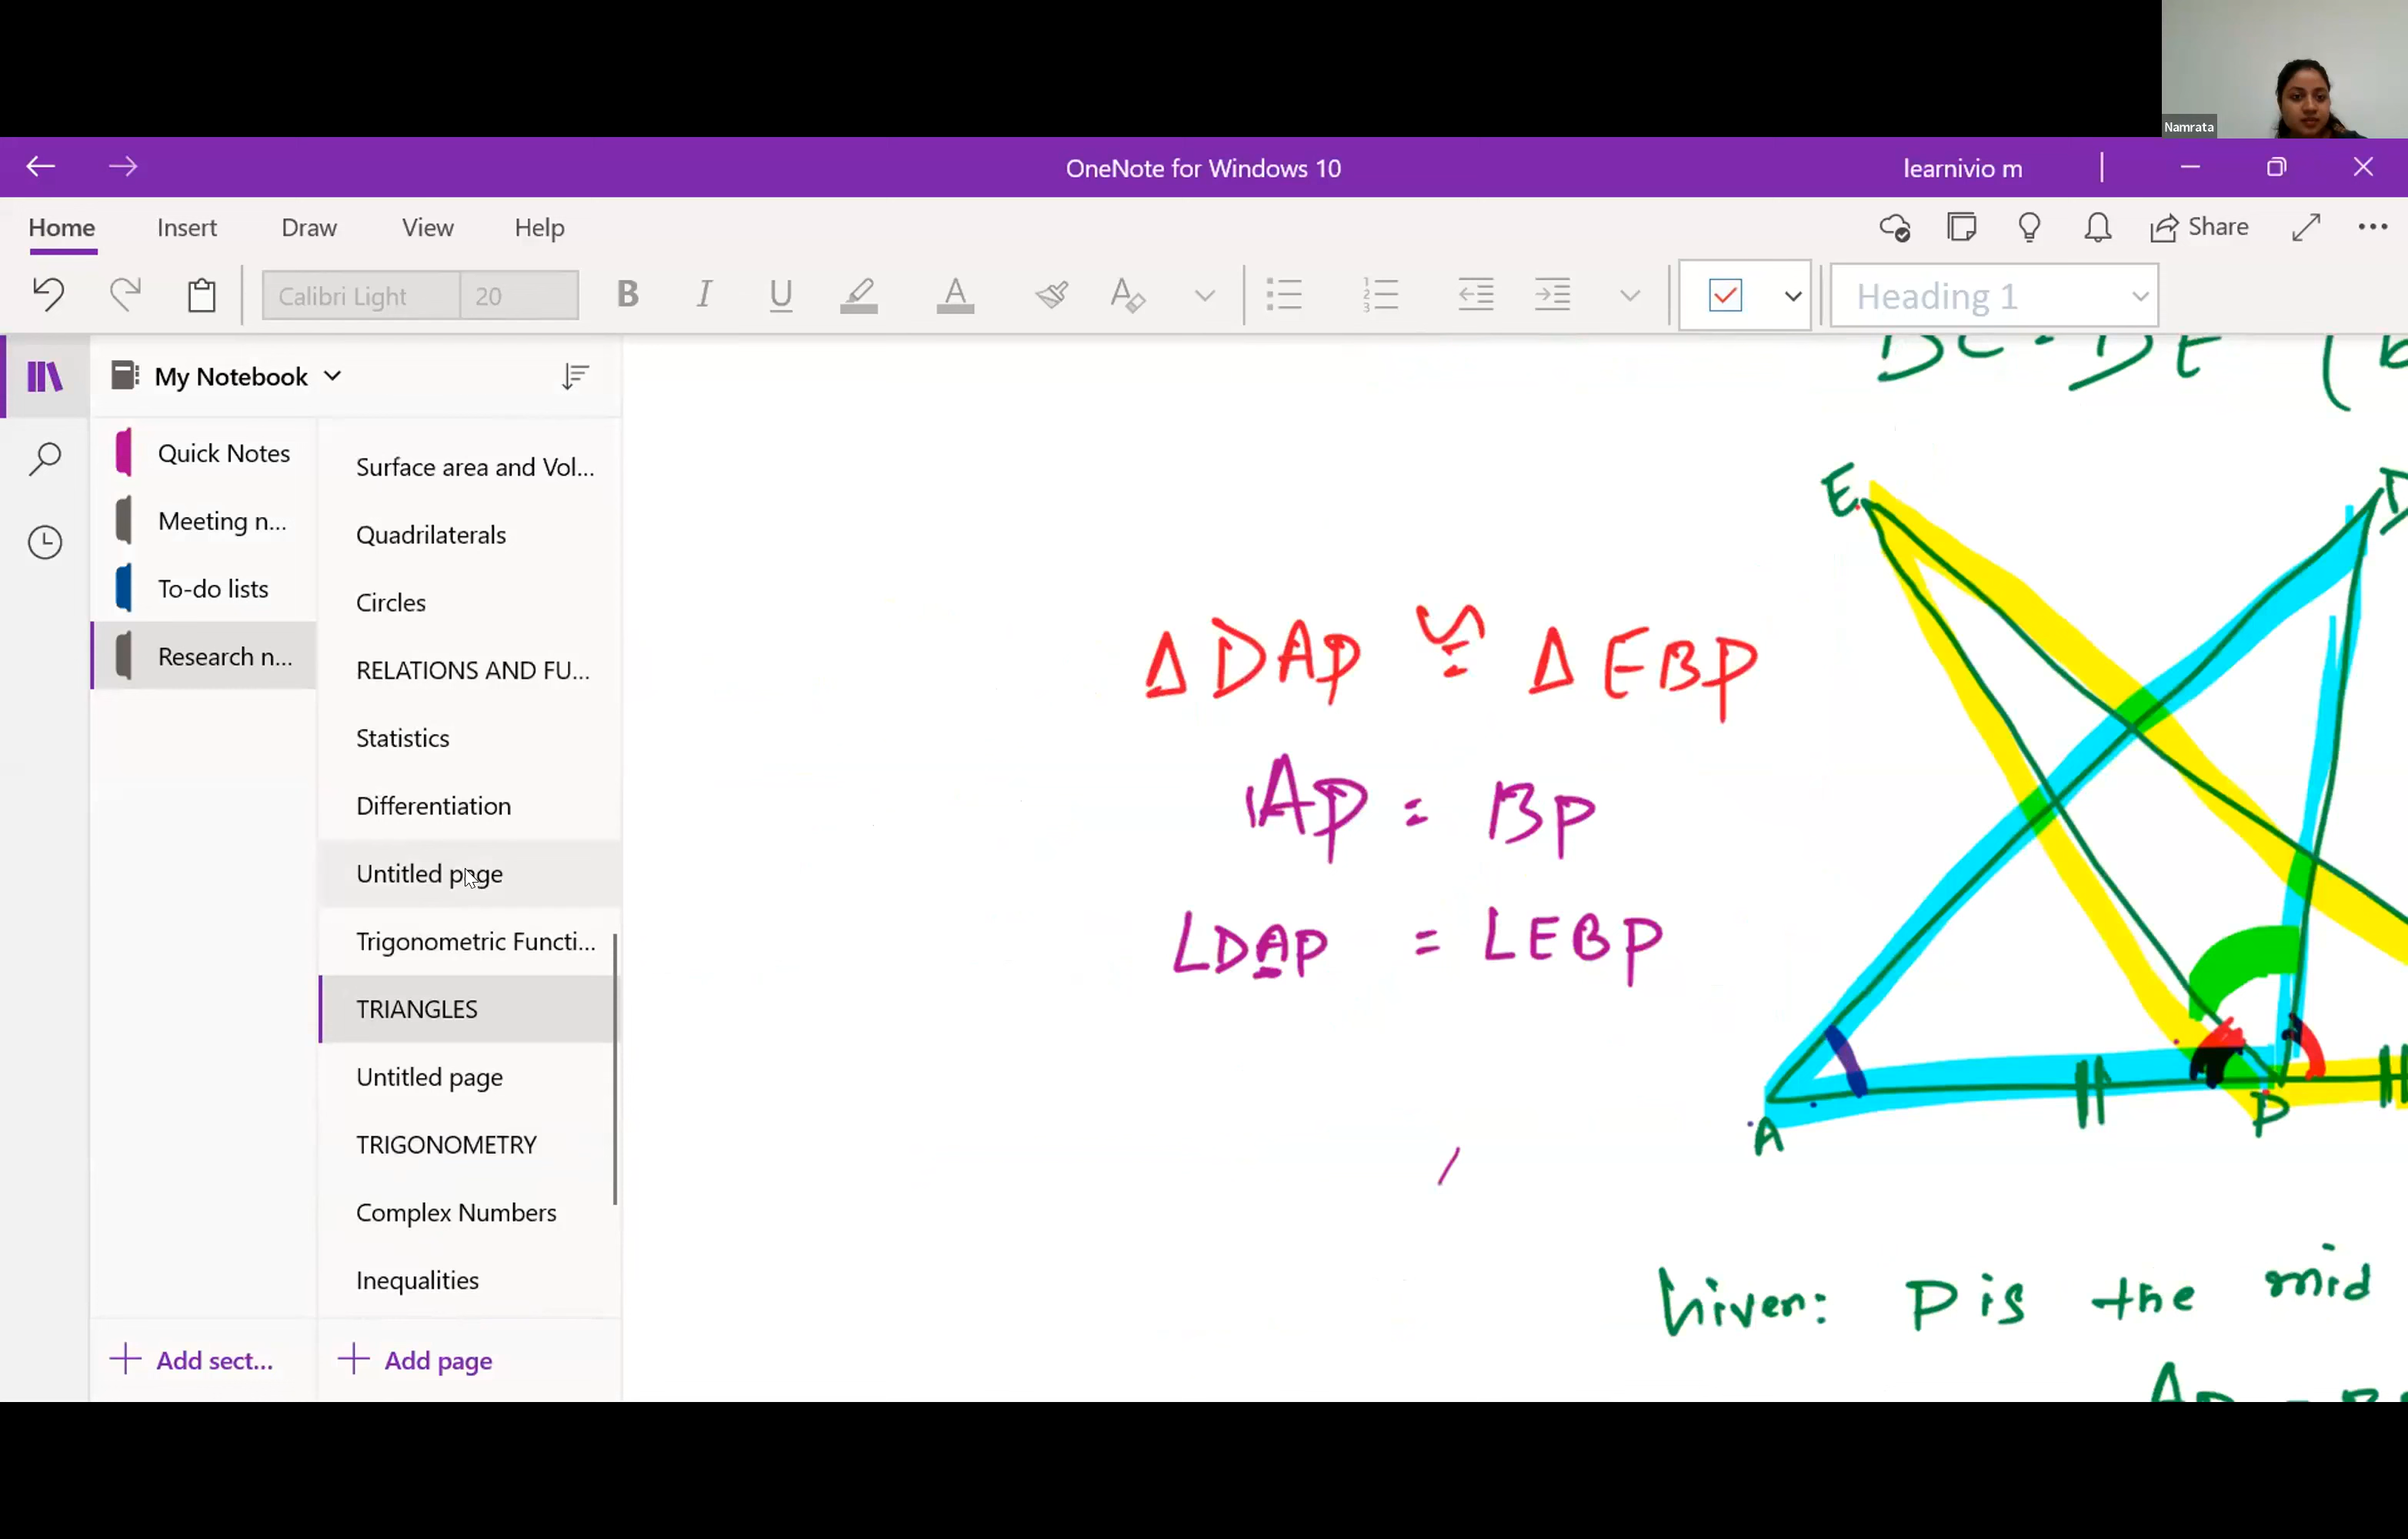 Namrata
OneNote for Windows 10
learnivio m
Home Insert Draw View Help
Share
Calibri Light 20 B I U A A Heading 1
My Notebook
Quick Notes
Meeting n...
To-do lists
Research n...
Surface area and Vol...
Quadrilaterals
Circles
RELATIONS AND FU...
Statistics
Differentiation
Untitled page
Trigonometric Functi...
TRIANGLES
Untitled page
TRIGONOMETRY
Complex Numbers
Inequalities
+ Add sect...
+ Add page
E D
Δ DAP ≅ Δ EBP
AP = BP
∠DAP = ∠EBP
A P
Given: P is the mid